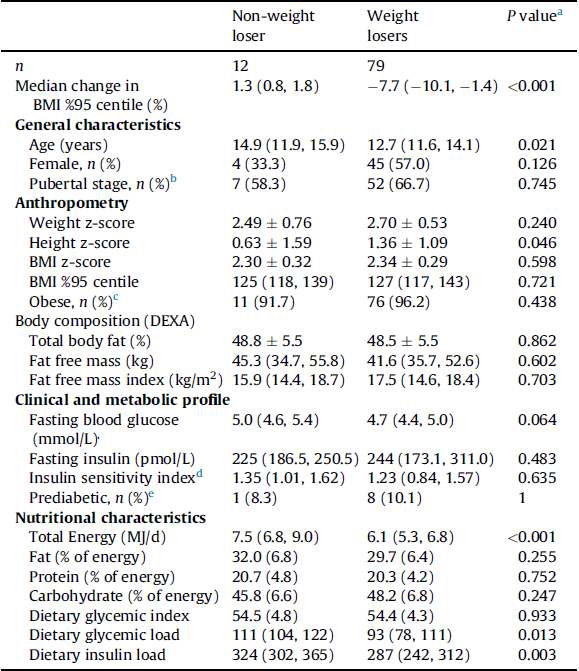 Non-weight loser Weight losers P valueᵃ
n 12 79
Median change in BMI %95 centile (%) 1.3 (0.8, 1.8) −7.7 (−10.1, −1.4) <0.001
General characteristics
Age (years) 14.9 (11.9, 15.9) 12.7 (11.6, 14.1) 0.021
Female, n (%) 4 (33.3) 45 (57.0) 0.126
Pubertal stage, n (%)ᵇ 7 (58.3) 52 (66.7) 0.745
Anthropometry
Weight z-score 2.49 ± 0.76 2.70 ± 0.53 0.240
Height z-score 0.63 ± 1.59 1.36 ± 1.09 0.046
BMI z-score 2.30 ± 0.32 2.34 ± 0.29 0.598
BMI %95 centile 125 (118, 139) 127 (117, 143) 0.721
Obese, n (%)ᶜ 11 (91.7) 76 (96.2) 0.438
Body composition (DEXA)
Total body fat (%) 48.8 ± 5.5 48.5 ± 5.5 0.862
Fat free mass (kg) 45.3 (34.7, 55.8) 41.6 (35.7, 52.6) 0.602
Fat free mass index (kg/m²) 15.9 (14.4, 18.7) 17.5 (14.6, 18.4) 0.703
Clinical and metabolic profile
Fasting blood glucose (mmol/L), 5.0 (4.6, 5.4) 4.7 (4.4, 5.0) 0.064
Fasting insulin (pmol/L) 225 (186.5, 250.5) 244 (173.1, 311.0) 0.483
Insulin sensitivity indexᵈ 1.35 (1.01, 1.62) 1.23 (0.84, 1.57) 0.635
Prediabetic, n (%)ᵉ 1 (8.3) 8 (10.1) 1
Nutritional characteristics
Total Energy (MJ/d) 7.5 (6.8, 9.0) 6.1 (5.3, 6.8) <0.001
Fat (% of energy) 32.0 (6.8) 29.7 (6.4) 0.255
Protein (% of energy) 20.7 (4.8) 20.3 (4.2) 0.752
Carbohydrate (% of energy) 45.8 (6.6) 48.2 (6.8) 0.247
Dietary glycemic index 54.5 (4.8) 54.4 (4.3) 0.933
Dietary glycemic load 111 (104, 122) 93 (78, 111) 0.013
Dietary insulin load 324 (302, 365) 287 (242, 312) 0.003